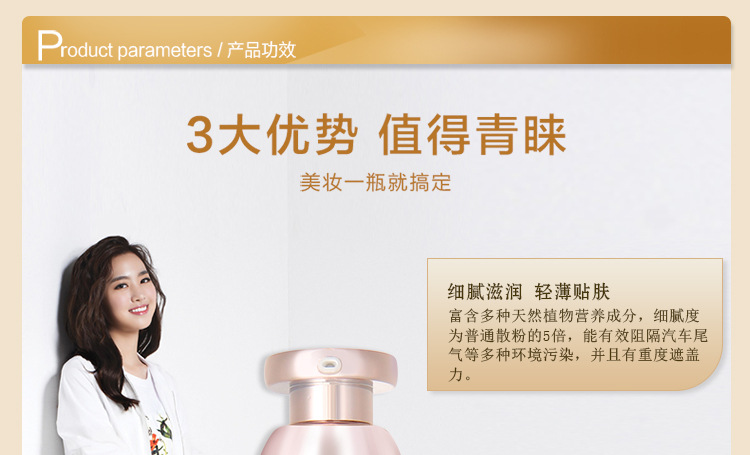 Product parameters / 产品功效
3大优势 值得青睐
美妆一瓶就搞定
细腻滋润 轻薄贴肤
富含多种天然植物营养成分，细腻度
为普通散粉的5倍，能有效阻隔汽车尾
气等多种环境污染，并且有重度遮盖
力。